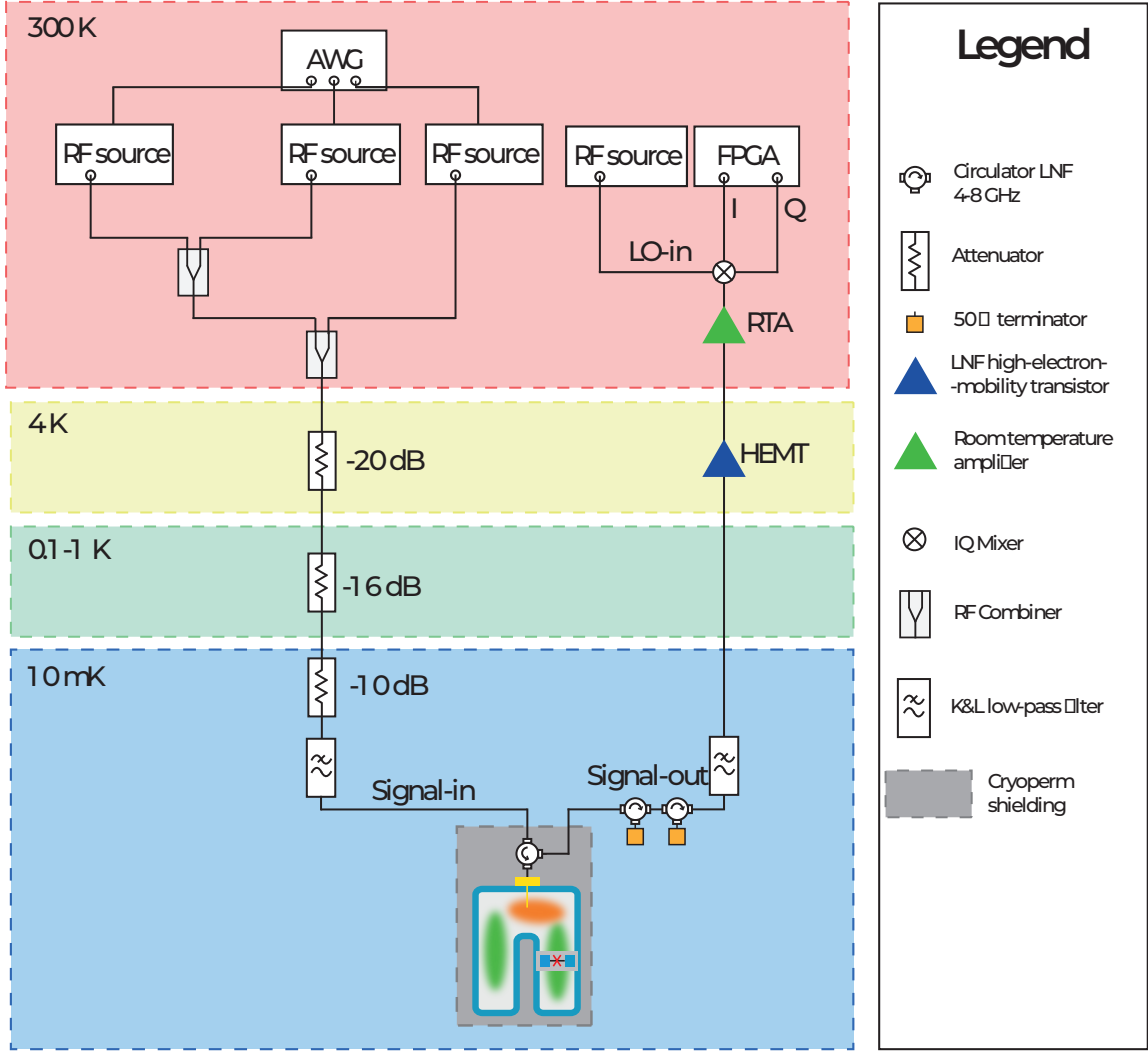 300 K
AWG
RF source
RF source
RF source
RF source
FPGA
I
Q
LO-in
RTA
4 K
-20 dB
HEMT
0.1 -1 K
-16 dB
10 mK
-10 dB
Signal-in
Signal-out
Legend
Circulator LNF
4-8 GHz
Attenuator
50▯ terminator
LNF high-electron-
-mobility transistor
Room temperature
ampli▯er
IQ Mixer
RF Combiner
K&L low-pass ▯lter
Cryoperm
shielding